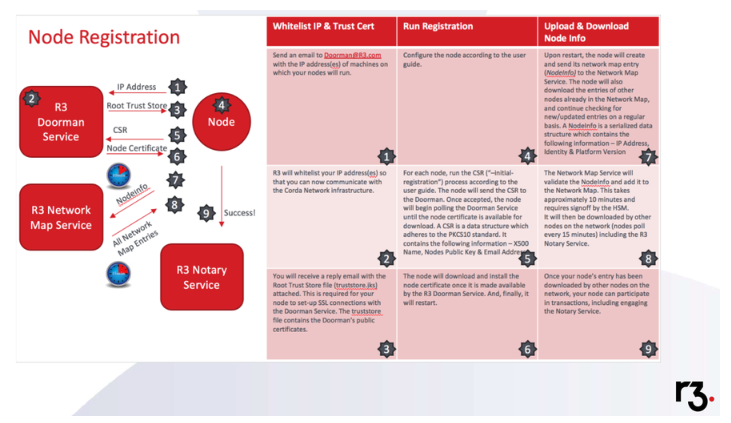 Node Registration
IP Address
1
2
R3
Doorman
Service
Root Trust Store
3
4
Node
CSR
5
Node Certificate
6
7
NodeInfo
R3 Network
Map Service
8
All Network
Map Entries
9
Success!
R3 Notary
Service
Whitelist IP & Trust Cert
Run Registration
Upload & Download
Node Info
Send an email to Doorman@R3.com
with the IP address(es) of machines on
which your nodes will run.
1
Configure the node according to the user
guide.
4
Upon restart, the node will create
and send its network map entry
(NodeInfo) to the Network Map
Service. The node will also
download the entries of other
nodes already in the Network Map,
and continue checking for
new/updated entries on a regular
basis. A NodeInfo is a serialized data
structure which contains the
following information – IP Address,
Identity & Platform Version
7
R3 will whitelist your IP address(es) so
that you can now communicate with
the Corda Network infrastructure.
2
For each node, run the CSR ("–initial-
registration") process according to the
user guide. The node will send the CSR to
the Doorman. Once accepted, the node
will begin polling the Doorman Service
until the node certificate is available for
download. A CSR is a data structure which
adheres to the PKCS10 standard. It
contains the following Information – X500
Name, Nodes Public Key & Email Address
5
The Network Map Service will
validate the NodeInfo and add it to
the Network Map. This takes
approximately 10 minutes and
requires signoff by the HSM.
It will then be downloaded by other
nodes on the network (nodes poll
every 15 minutes) including the R3
Notary Service.
8
You will receive a reply email with the
Root Trust Store file (truststore.jks)
attached. This is required for your
node to set-up SSL connections with
the Doorman Service. The truststore
file contains the Doorman's public
certificates.
3
The node will download and install the
node certificate once it is made available
by the R3 Doorman Service. And, finally, it
will restart.
6
Once your node's entry has been
downloaded by other nodes on the
network, your node can participate
in transactions, including engaging
the Notary Service.
9
r3.